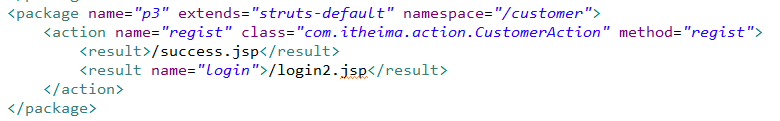 <package name="p3" extends="struts-default" namespace="/customer">
<action name="regist" class="com.itheima.action.CustomerAction" method="regist">
<result>/success.jsp</result>
<result name="login">/login2.jsp</result>
</action>
</package>